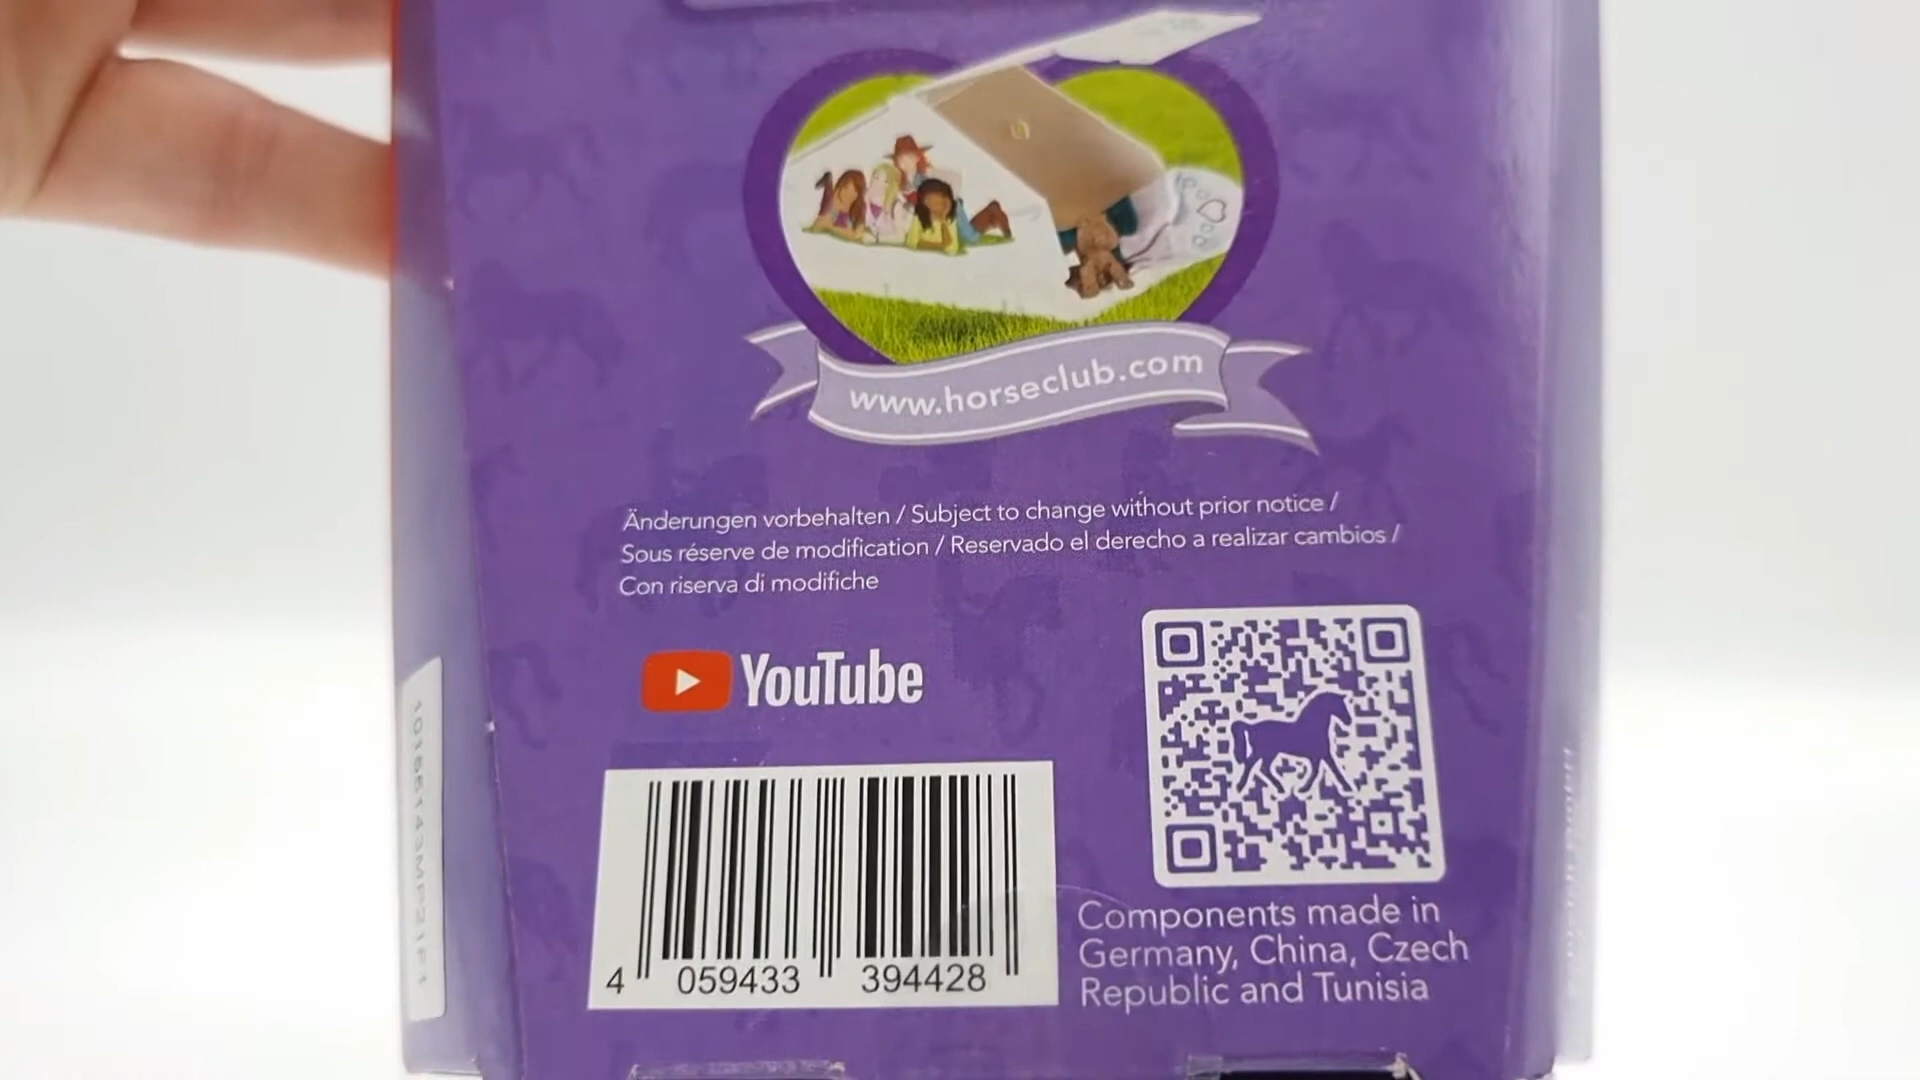 www.horseclub.com
Änderungen vorbehalten / Subject to change without prior notice /
Sous réserve de modification / Reservado el derecho a realizar cambios /
Con riserva di modifiche
YouTube
4 059433 394428
Components made in
Germany, China, Czech
Republic and Tunisia